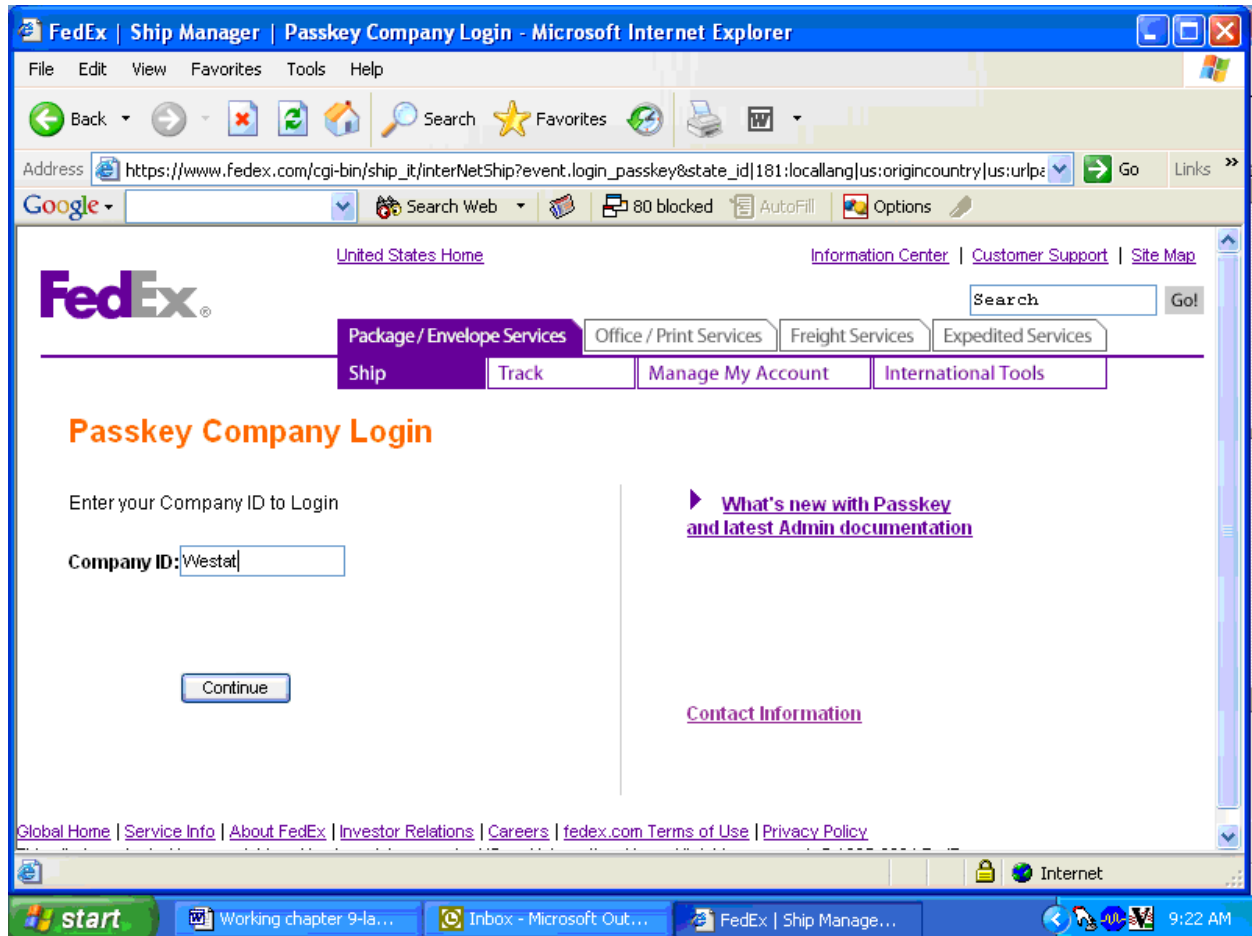 FedEx | Ship Manager | Passkey Company Login - Microsoft Internet Explorer
File Edit View Favorites Tools Help
Back Search Favorites
Address https://www.fedex.com/cgi-bin/ship_it/interNetShip?event.login_passkey&state_id|181:locallang|us:origincountry|us:urlpa Go Links »
Google Search Web 80 blocked AutoFill Options
United States Home Information Center | Customer Support | Site Map
FedEx®
Search Go!
Package / Envelope Services Office / Print Services Freight Services Expedited Services
Ship Track Manage My Account International Tools
Passkey Company Login
Enter your Company ID to Login
Company ID: Westat
Continue
What's new with Passkey
and latest Admin documentation
Contact Information
Global Home | Service Info | About FedEx | Investor Relations | Careers | fedex.com Terms of Use | Privacy Policy
Internet
start Working chapter 9-la... Inbox - Microsoft Out... FedEx | Ship Manage... 9:22 AM